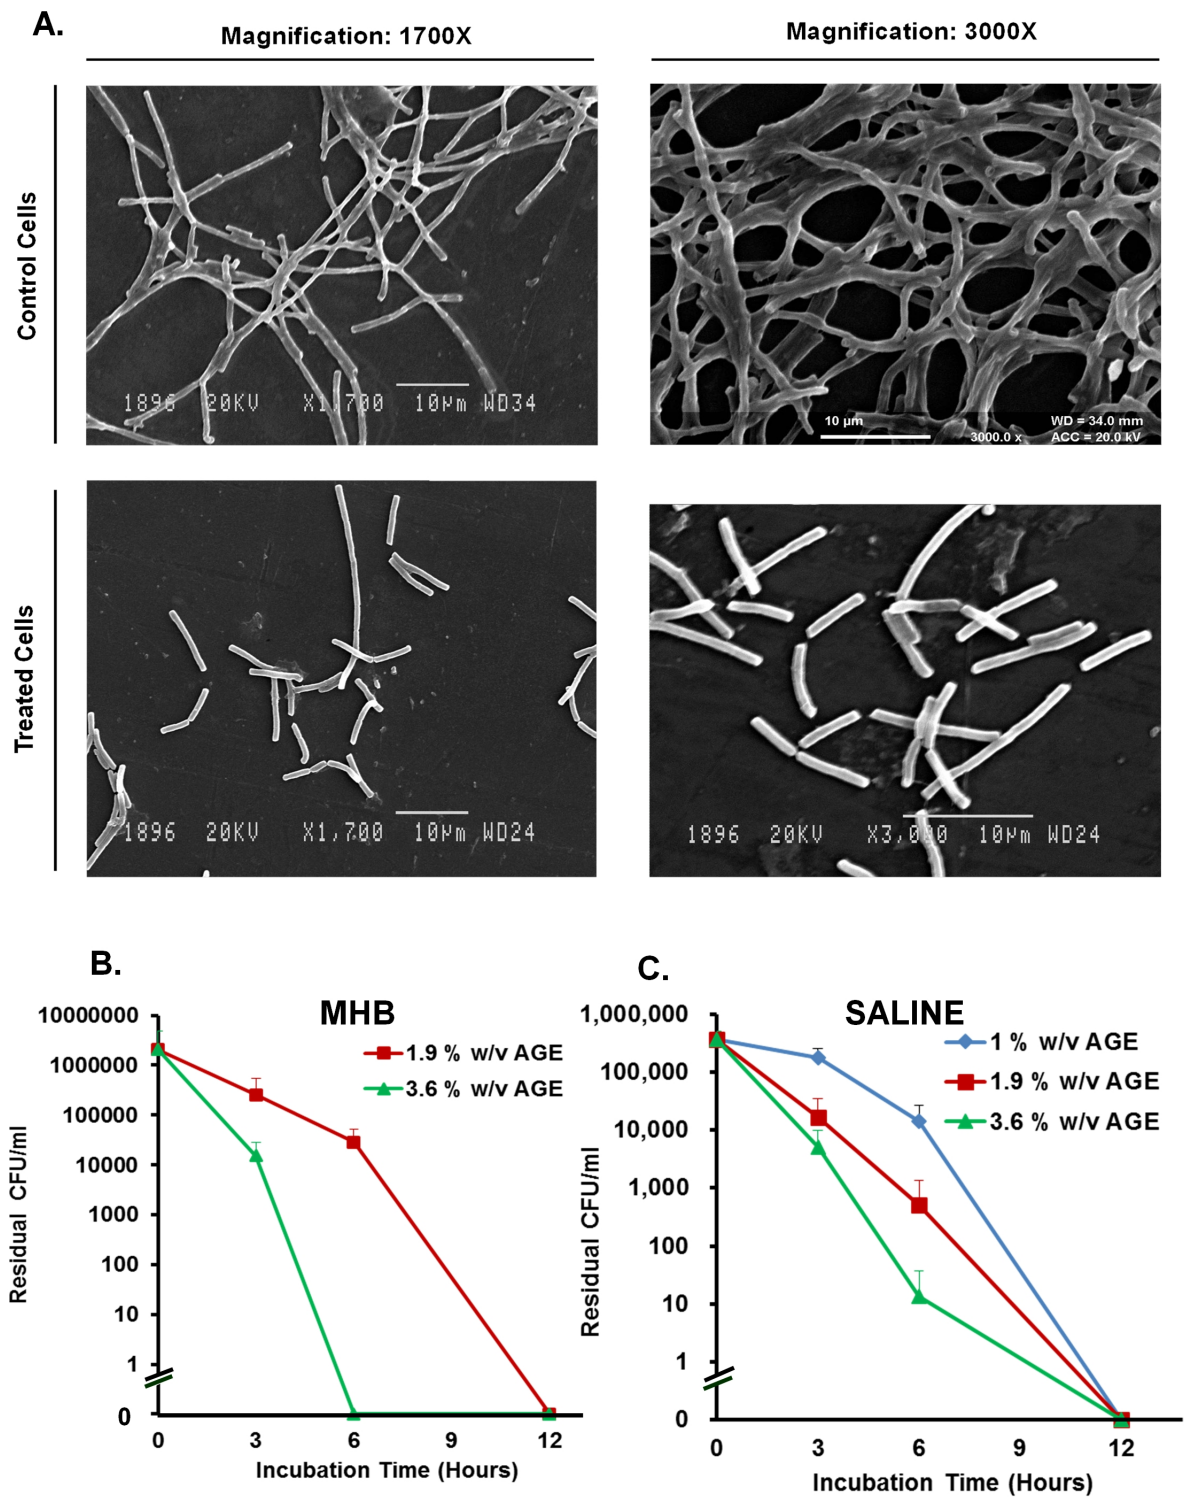 A.
Magnification: 1700X
Magnification: 3000X
Control Cells
1896 20KV X1,700 10µm WD34
10 µm
WD = 34.0 mm
3000.0 x
ACC = 20.0 kV
Treated Cells
1896 20KV X1,700 10µm WD24
1896 20KV X3,000 10µm WD24
B.
MHB
10000000
1000000
100000
10000
1000
100
10
1
0
Residual CFU/ml
1.9 % w/v AGE
3.6 % w/v AGE
0 3 6 9 12
Incubation Time (Hours)
C.
SALINE
1,000,000
100,000
10,000
1,000
100
10
1
0
Residual CFU/ml
1 % w/v AGE
1.9 % w/v AGE
3.6 % w/v AGE
0 3 6 9 12
Incubation Time (Hours)